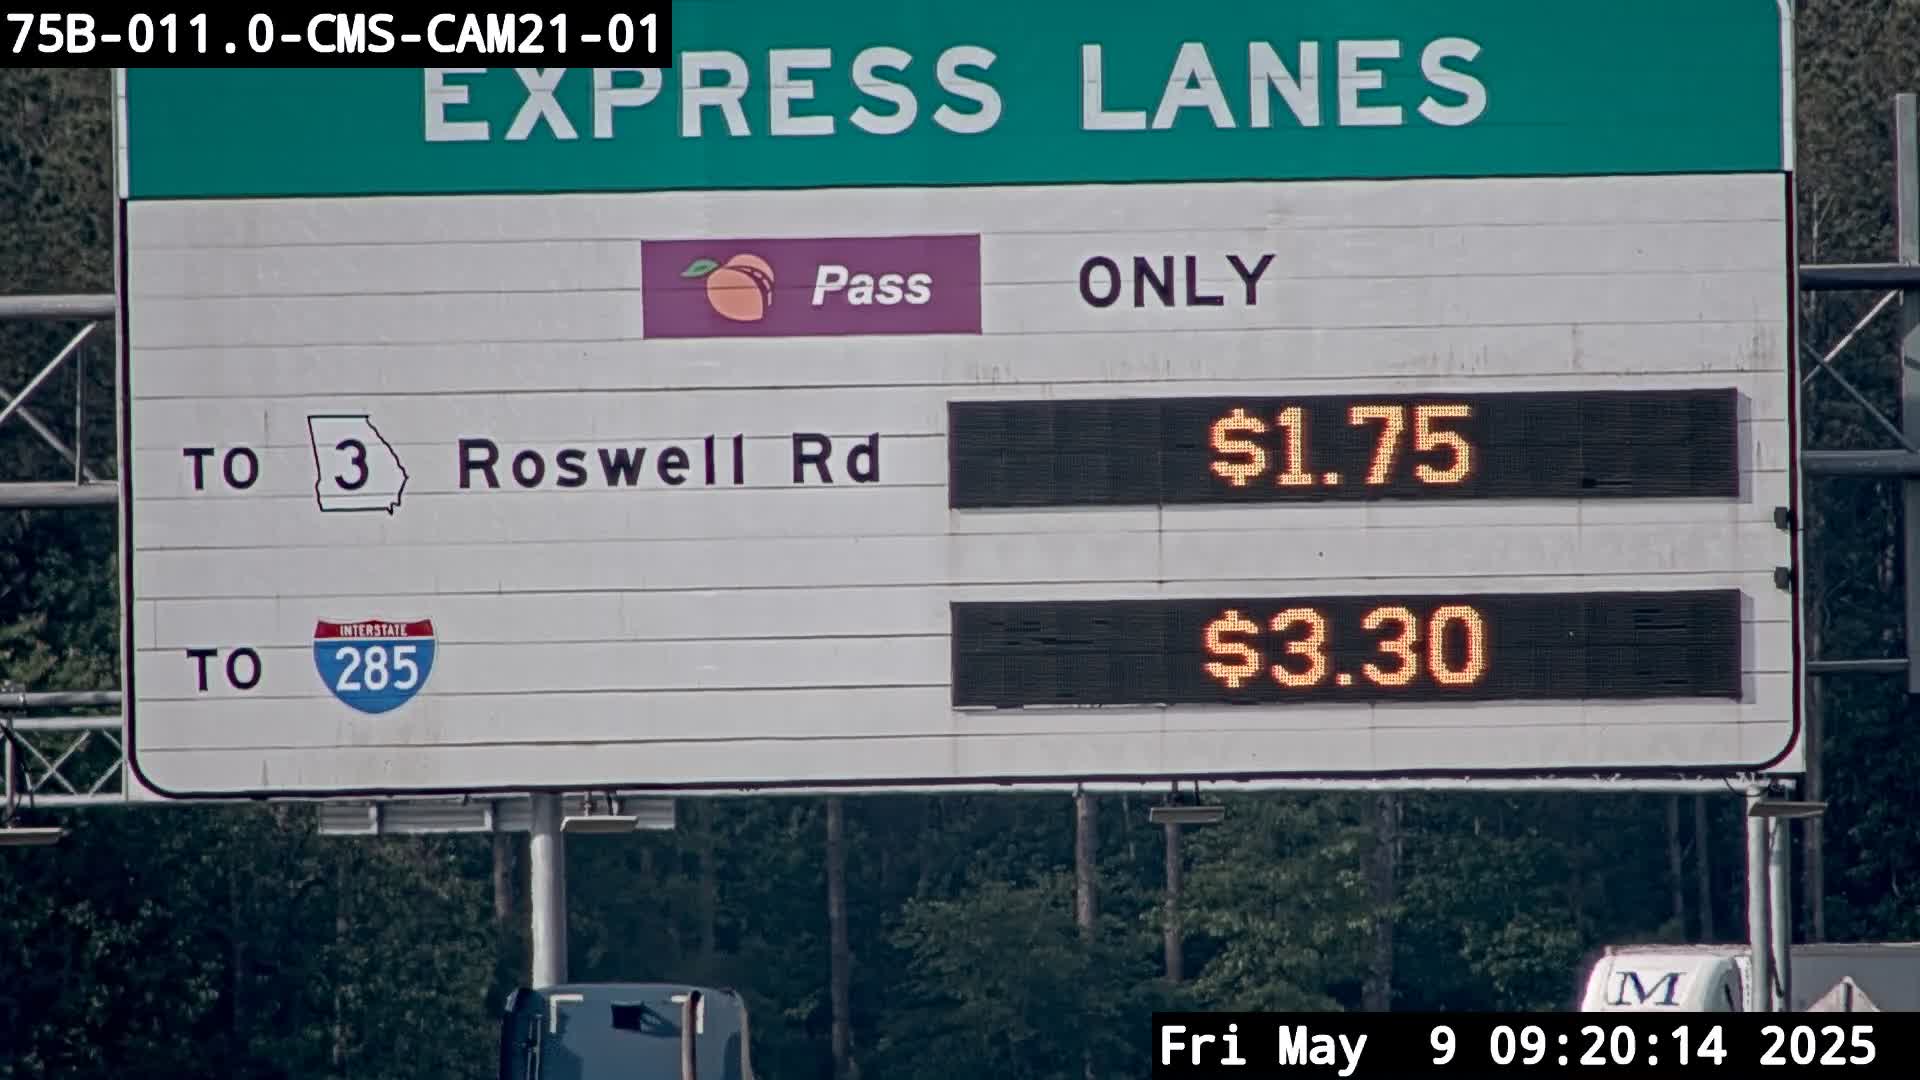 75B-011.0-CMS-CAM21-01
EXPRESS LANES
Pass ONLY
TO 3 Roswell Rd $1.75
INTERSTATE
TO 285 $3.30
M
Fri May 9 09:20:14 2025